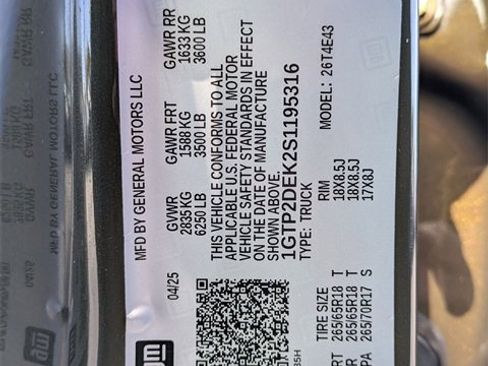 MFD BY GENERAL MOTORS LLC
04/25
GVWR
2835 KG
6250 LB
GAWR FRT
1588 KG
3500 LB
GAWR RR
1633 KG
3600 LB
THIS VEHICLE CONFORMS TO ALL
APPLICABLE U.S. FEDERAL MOTOR
VEHICLE SAFETY STANDARDS IN EFFECT
ON THE DATE OF MANUFACTURE
SHOWN ABOVE.
1GTP2DEK2S1195316
TYPE: TRUCK
MODEL: 26T4E43
TIRE SIZE
RIM
RT 265/65R18 T 18X8.5J
R 265/65R18 T 18X8.5J
PA 265/70R17 S 17X8J
gm